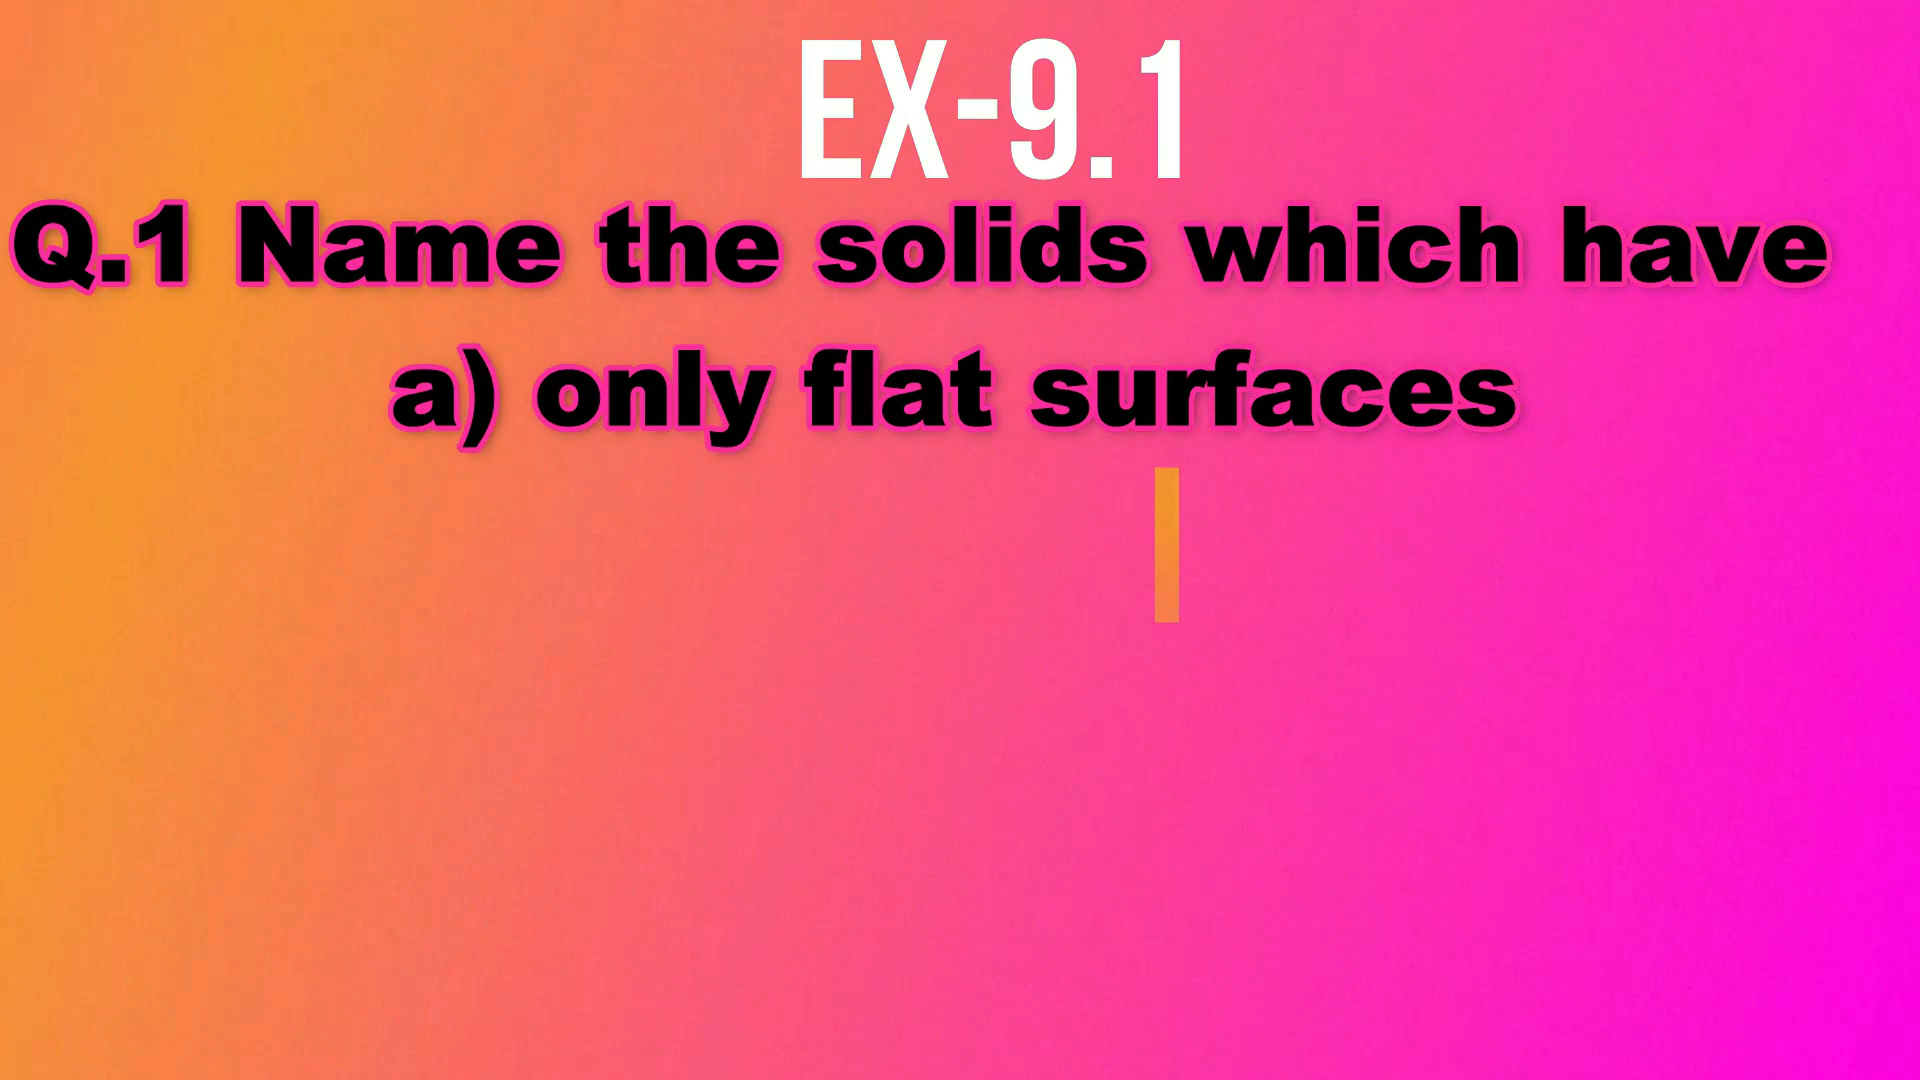 EX-9.1
Q.1 Name the solids which have
a) only flat surfaces